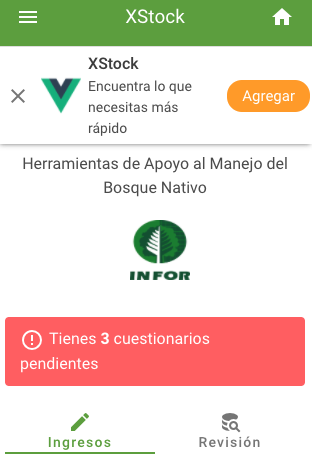 XStock
XStock
Encuentra lo que
necesitas más
rápido
Agregar
Herramientas de Apoyo al Manejo del
Bosque Nativo
INFOR
Tienes 3 cuestionarios
pendientes
Ingresos
Revisión